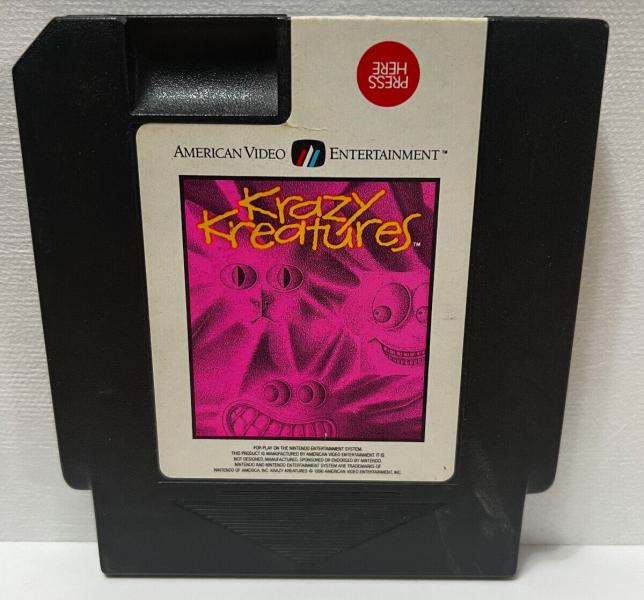 PRESS
HERE
AMERICAN VIDEO ENTERTAINMENT™
Krazy
Kreatures™
FOR PLAY ON THE NINTENDO ENTERTAINMENT SYSTEM.
THIS PRODUCT IS MANUFACTURED BY AMERICAN VIDEO ENTERTAINMENT. IT IS
NOT DESIGNED, MANUFACTURED, SPONSORED OR ENDORSED BY NINTENDO.
NINTENDO AND NINTENDO ENTERTAINMENT SYSTEM ARE TRADEMARKS OF
NINTENDO OF AMERICA, INC. KRAZY KREATURES © 1990 AMERICAN VIDEO ENTERTAINMENT, INC.